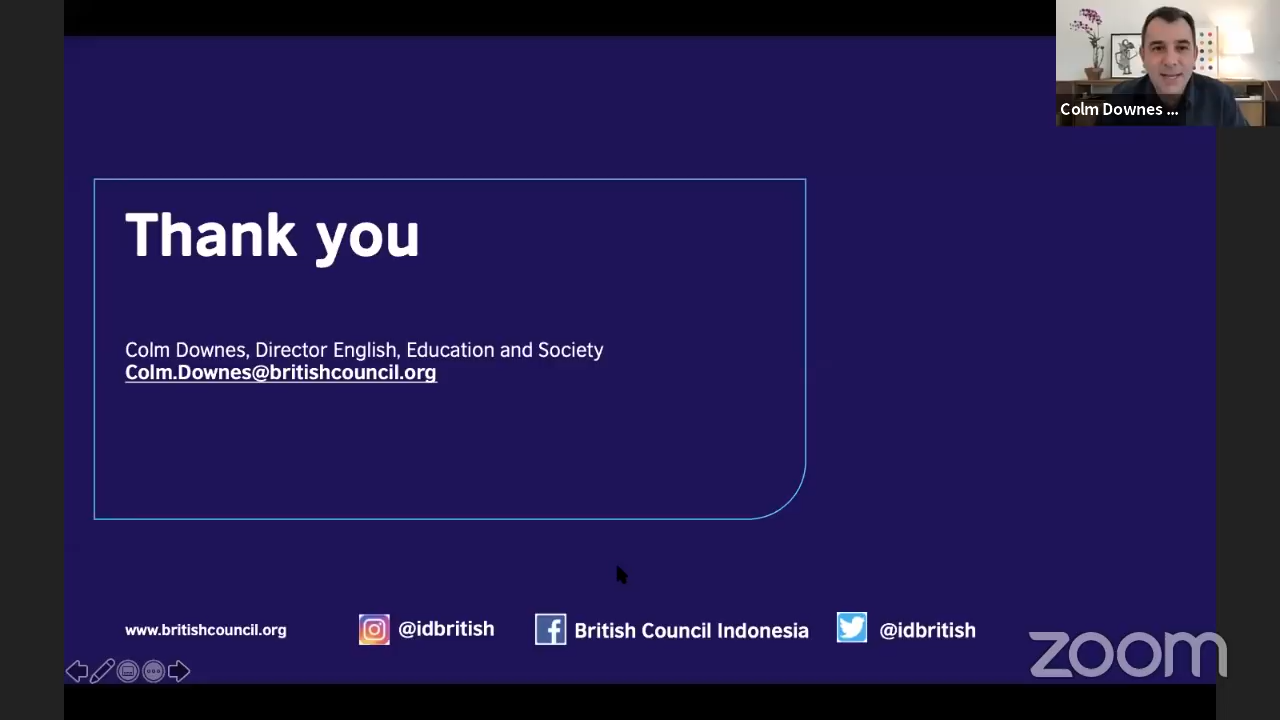 Colm Downes ...
Thank you
Colm Downes, Director English, Education and Society
Colm.Downes@britishcouncil.org
www.britishcouncil.org
@idbritish
British Council Indonesia
@idbritish
zoom